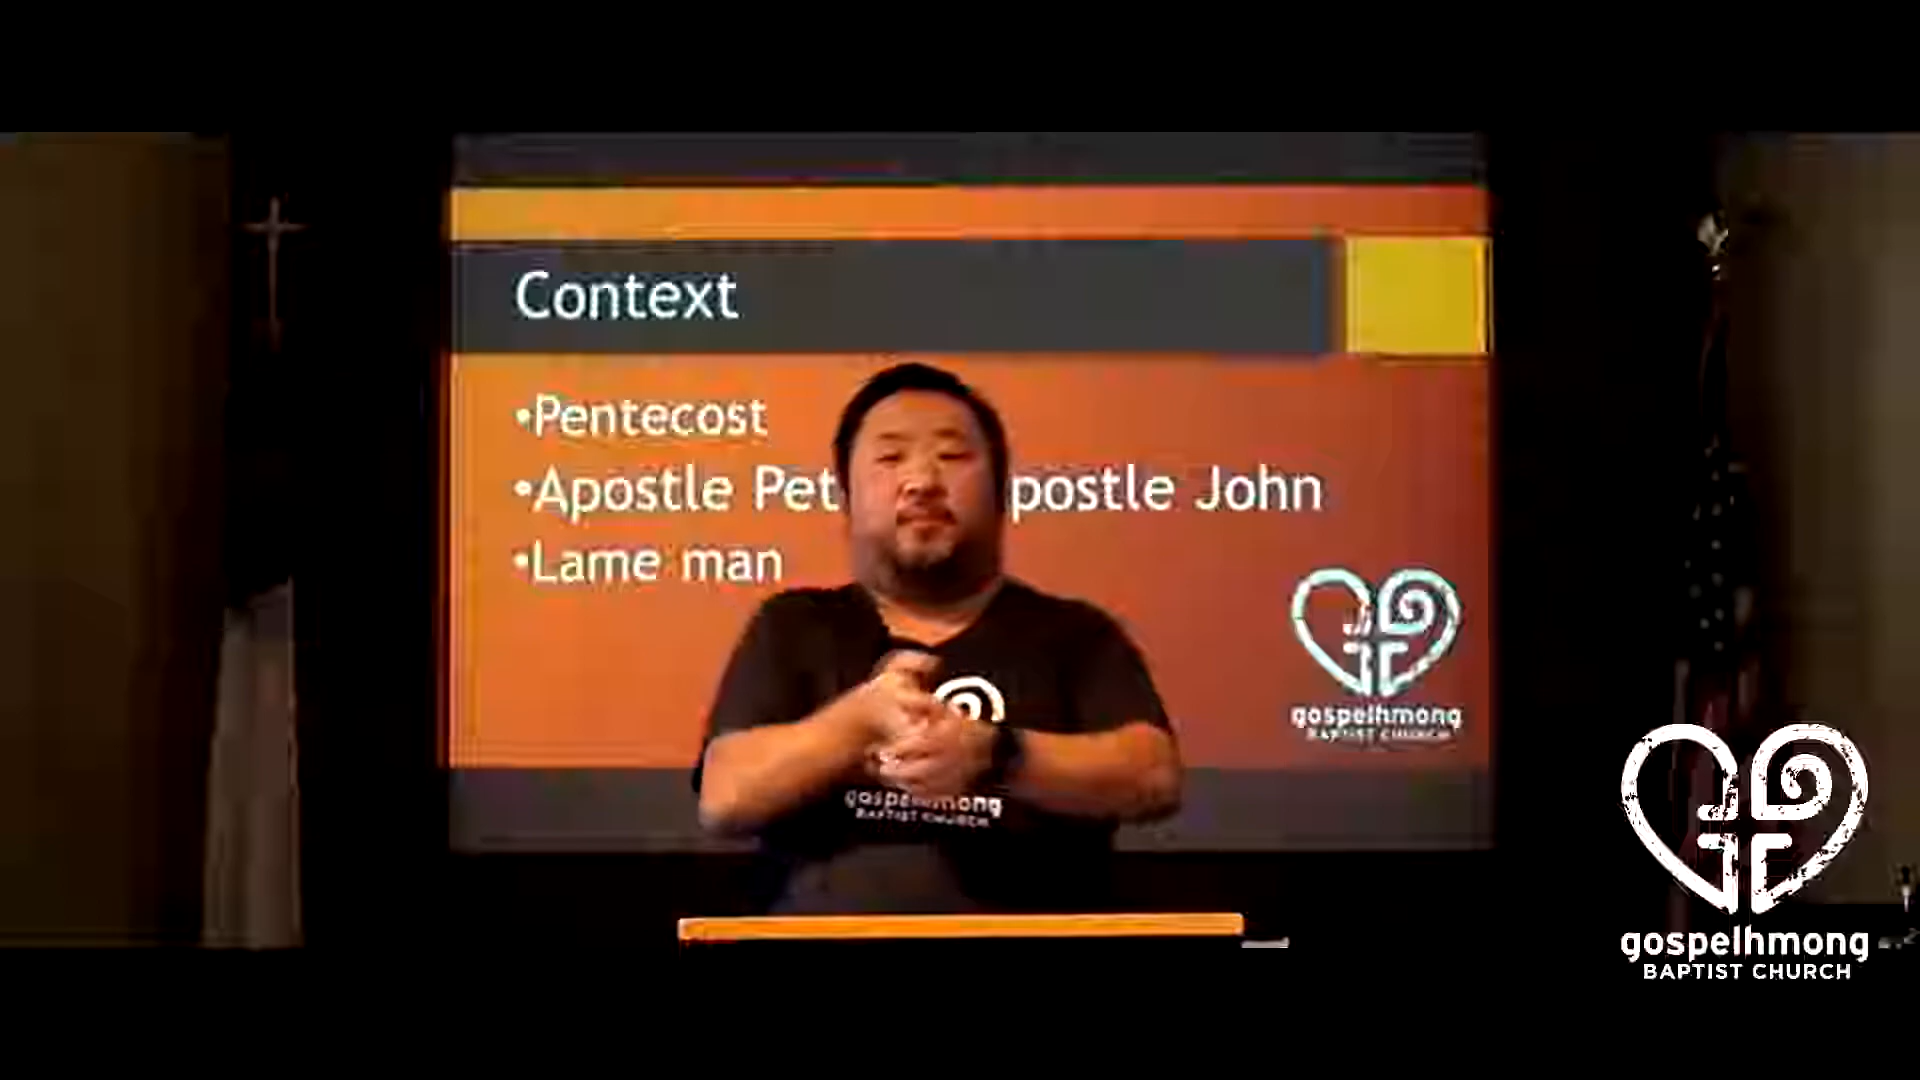 Context
•Pentecost
•Apostle Pet postle John
•Lame man
gospelhmong
BAPTIST CHURCH
gospelhmong
BAPTIST CHURCH
gospelhmong
BAPTIST CHURCH